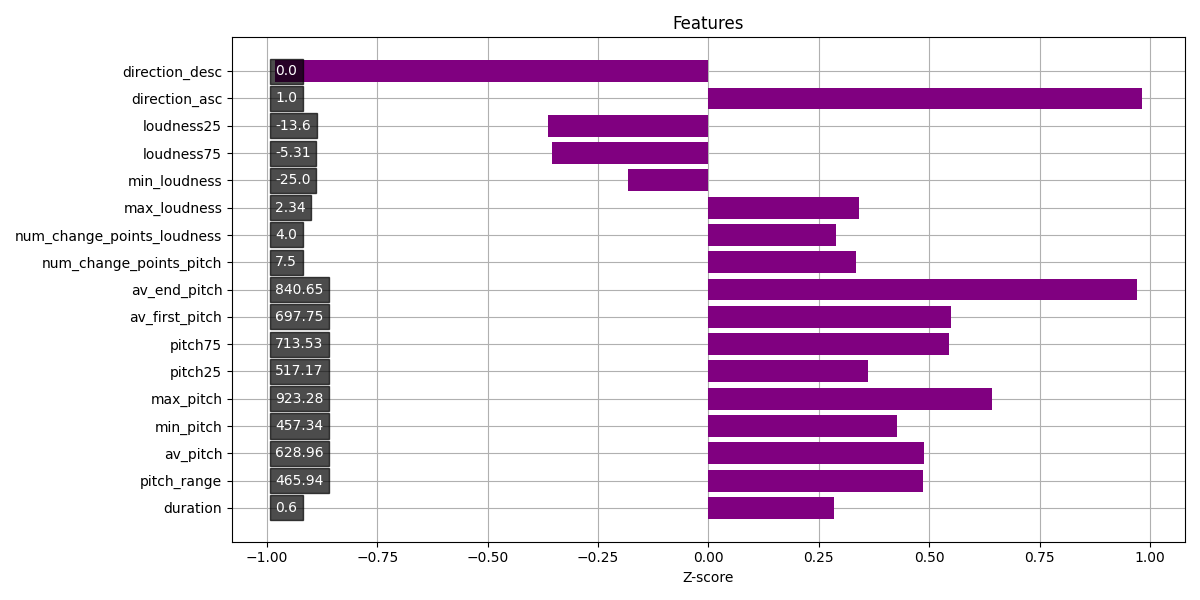 Features
direction_desc 0.0
direction_asc 1.0
loudness25 -13.6
loudness75 -5.31
min_loudness -25.0
max_loudness 2.34
num_change_points_loudness 4.0
num_change_points_pitch 7.5
av_end_pitch 840.65
av_first_pitch 697.75
pitch75 713.53
pitch25 517.17
max_pitch 923.28
min_pitch 457.34
av_pitch 628.96
pitch_range 465.94
duration 0.6
−1.00 −0.75 −0.50 −0.25 0.00 0.25 0.50 0.75 1.00
Z-score